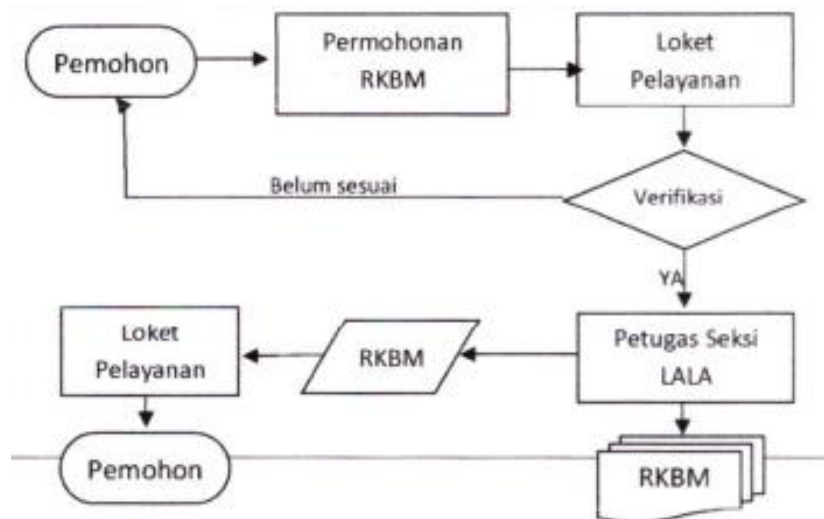 Pemohon
Permohonan
RKBM
Loket
Pelayanan
Verifikasi
Belum sesuai
YA
Petugas Seksi
LALA
RKBM
Loket
Pelayanan
Pemohon
RKBM